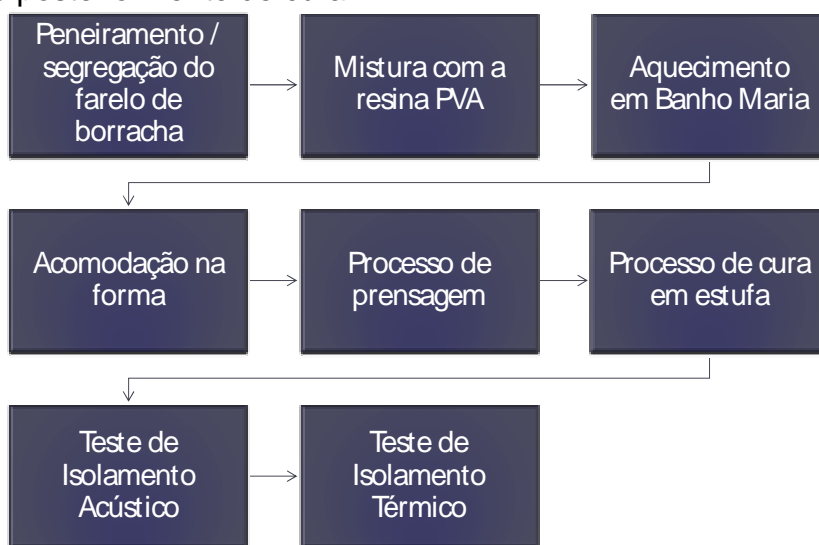 Peneiramento /
segregação do
farelo de
borracha
Mistura com a
resina PVA
Aquecimento
em Banho Maria
Acomodação na
forma
Processo de
prensagem
Processo de cura
em estufa
Teste de
Isolamento
Acústico
Teste de
Isolamento
Térmico